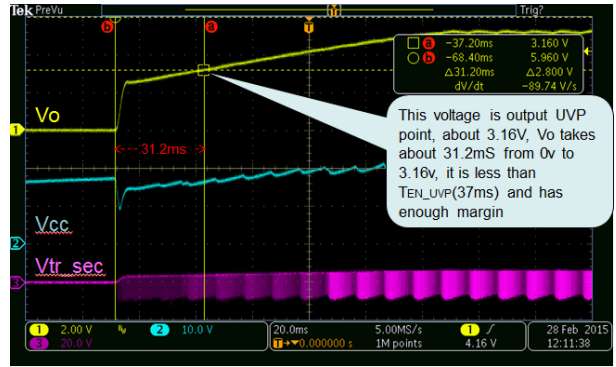 Tek PreVu
Trig?
b
a
T
a -37.20ms 3.160 V
b -68.40ms 5.960 V
Δ31.20ms Δ2.800 V
dV/dt -89.74 V/s
Vo
1
31.2ms
This voltage is output UVP
point, about 3.16V, Vo takes
about 31.2mS from 0v to
3.16v, it is less than
TEN_UVP(37ms) and has
enough margin
Vcc
2
Vtr_sec
3
1 2.00 V BW 2 10.0 V
3 20.0 V
20.0ms 5.00MS/s
T→▼0.000000 s 1M points
1 4.16 V
28 Feb 2015
12:11:38